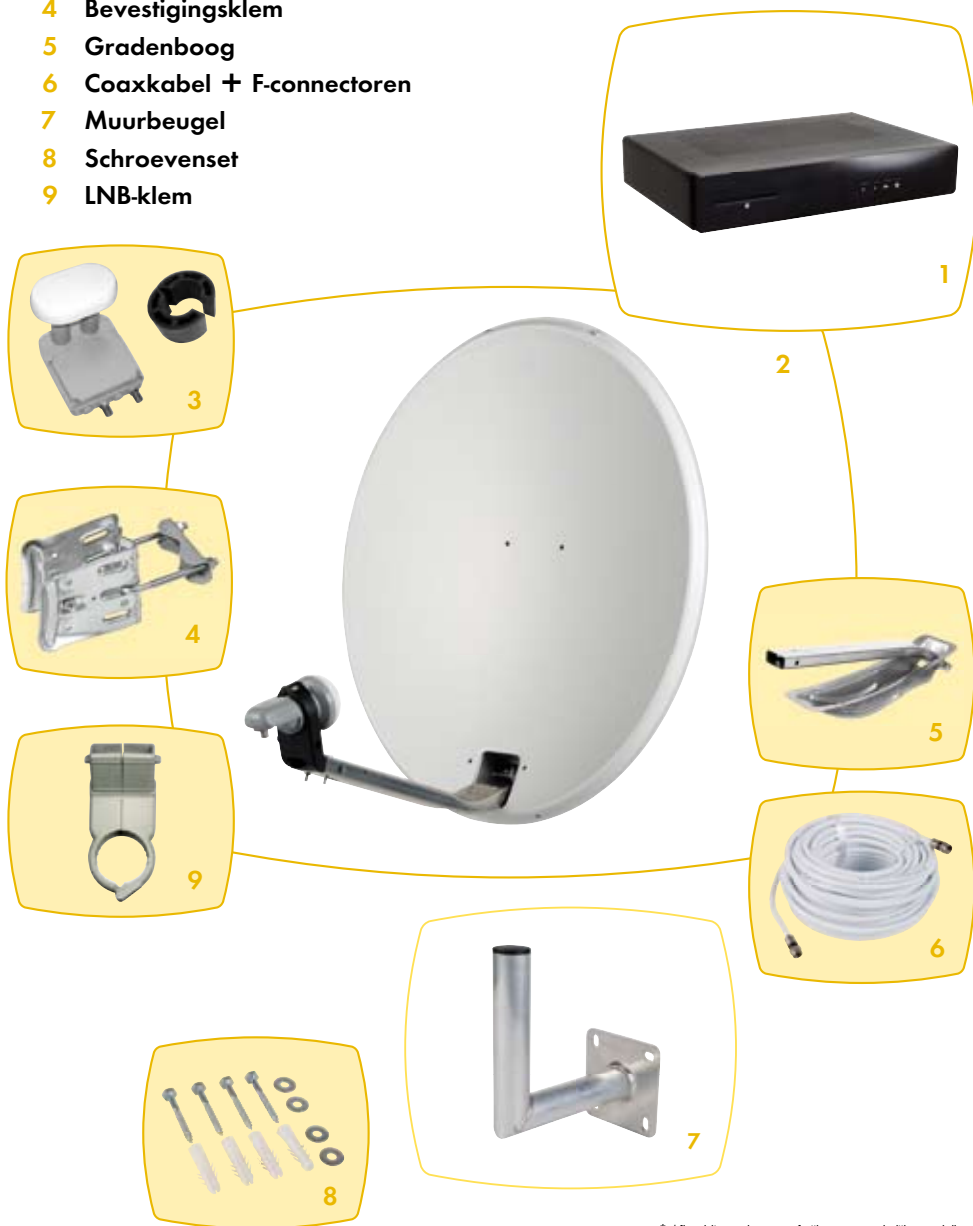 4 Bevestigingsklem
5 Gradenboog
6 Coaxkabel + F-connectoren
7 Muurbeugel
8 Schroevenset
9 LNB-klem
1
2
3
4
5
9
6
7
8